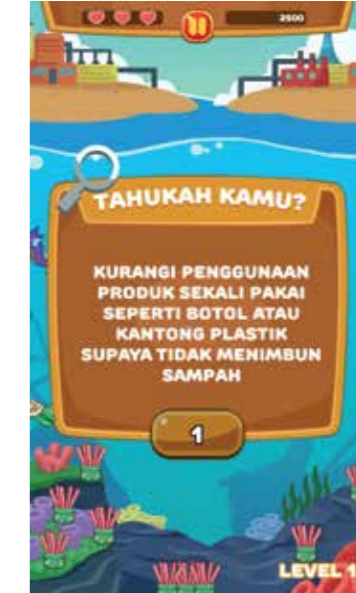 2500
TAHUKAH KAMU?
KURANGI PENGGUNAAN
PRODUK SEKALI PAKAI
SEPERTI BOTOL ATAU
KANTONG PLASTIK
SUPAYA TIDAK MENIMBUN
SAMPAH
1
LEVEL 1